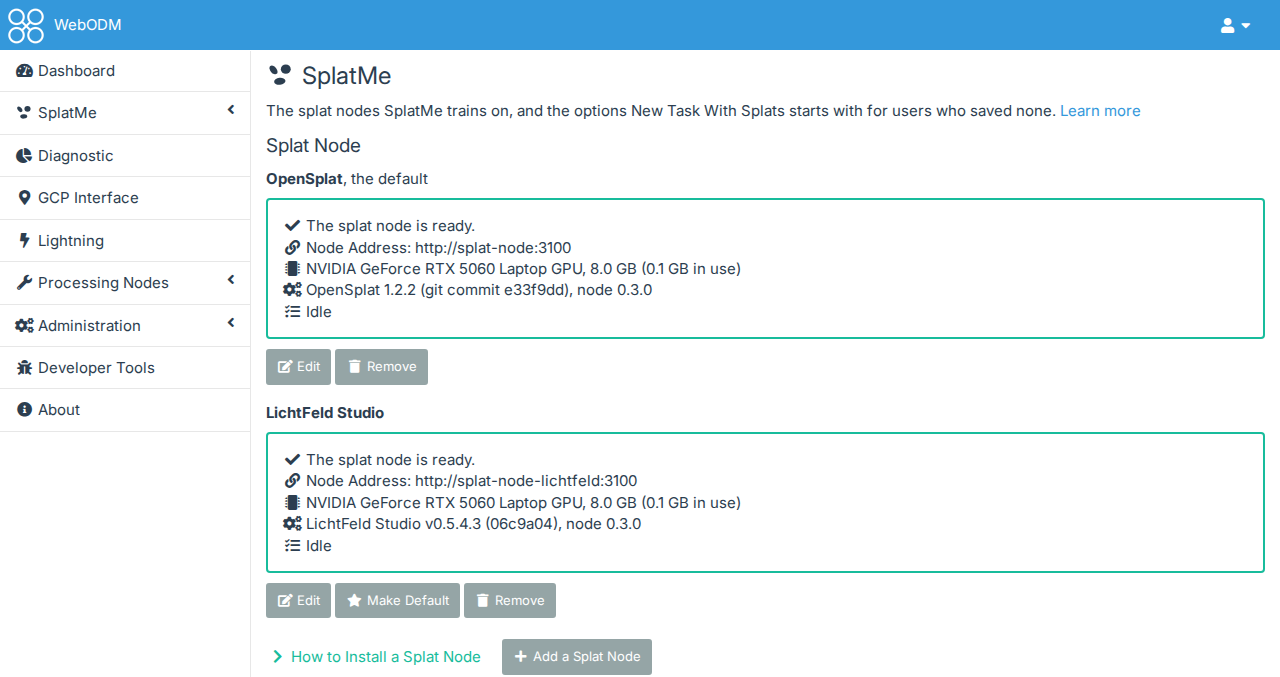 WebODM
Dashboard
SplatMe
Diagnostic
GCP Interface
Lightning
Processing Nodes
Administration
Developer Tools
About
SplatMe
The splat nodes SplatMe trains on, and the options New Task With Splats starts with for users who saved none. Learn more
Splat Node
OpenSplat, the default
The splat node is ready.
Node Address: http://splat-node:3100
NVIDIA GeForce RTX 5060 Laptop GPU, 8.0 GB (0.1 GB in use)
OpenSplat 1.2.2 (git commit e33f9dd), node 0.3.0
Idle
Edit Remove
LichtFeld Studio
The splat node is ready.
Node Address: http://splat-node-lichtfeld:3100
NVIDIA GeForce RTX 5060 Laptop GPU, 8.0 GB (0.1 GB in use)
LichtFeld Studio v0.5.4.3 (06c9a04), node 0.3.0
Idle
Edit Make Default Remove
How to Install a Splat Node Add a Splat Node